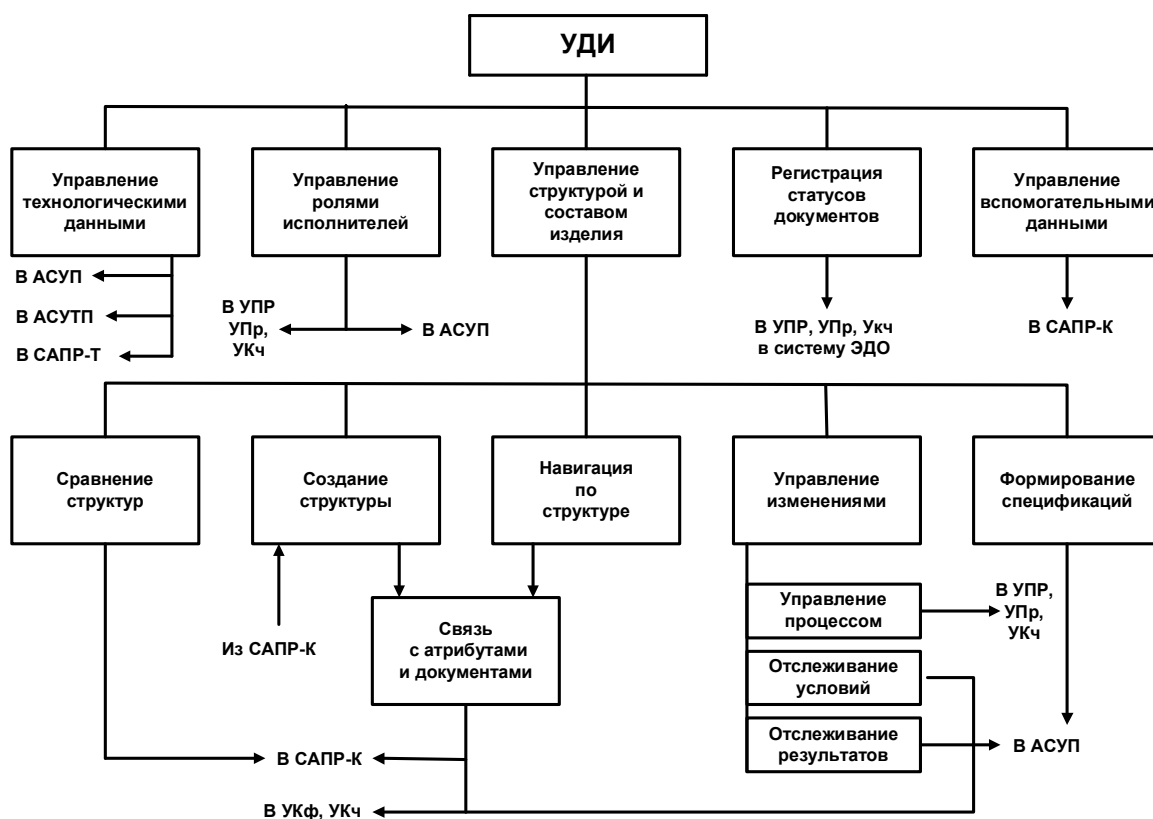 УДИ
Управление
технологическими
данными
Управление
ролями
исполнителей
Управление
структурой и
составом
изделия
Регистрация
статусов
документов
Управление
вспомогательными
данными
В АСУП
В АСУТП
В САПР-Т
В УПР
УПр,
УКч
В АСУП
В УПР, УПр, Укч
в систему ЭДО
В САПР-К
Сравнение
структур
Создание
структуры
Навигация
по
структуре
Управление
изменениями
Формирование
спецификаций
Из САПР-К
Связь
с атрибутами
и документами
Управление
процессом
В УПР,
УПр,
УКч
Отслеживание
условий
Отслеживание
результатов
В АСУП
В САПР-К
В УКф, УКч